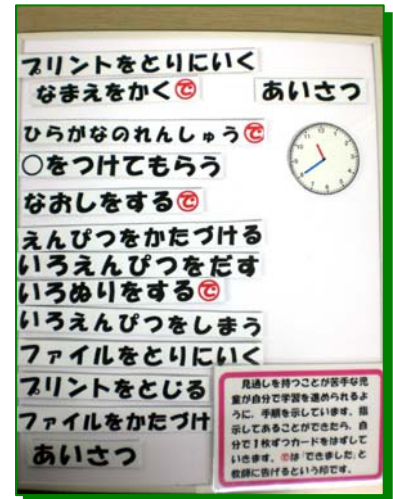 プリントをとりにいく
なまえをかくⓓで
あいさつ
ひらがなのれんしゅうで
○をつけてもらう
なおしをするで
えんぴつをかたづける
いろえんぴつをだす
いろぬりをするで
いろえんぴつをしまう
ファイルをとりにいく
プリントをとじる
ファイルをかたづけ
あいさつ
見通しを持つことが苦手な児
童が自分で学習を進められるよ
うに、手順を示しています。指
示してあることができたら、自
分で1枚ずつカードをはずして
いきます。では「できました」と
教師に告げるという印です。